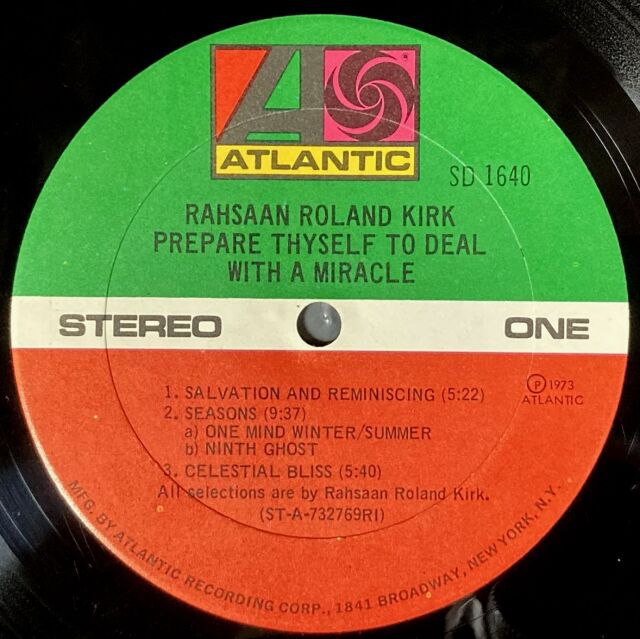 ATLANTIC
SD 1640
RAHSAAN ROLAND KIRK
PREPARE THYSELF TO DEAL
WITH A MIRACLE
STEREO ONE
1. SALVATION AND REMINISCING (5:22)
2. SEASONS (9:37)
a) ONE MIND WINTER/SUMMER
b) NINTH GHOST
3. CELESTIAL BLISS (5:40)
All selections are by Rahsaan Roland Kirk.
(ST-A-732769RI)
℗ 1973
ATLANTIC
MFG. BY ATLANTIC RECORDING CORP., 1841 BROADWAY, NEW YORK, N.Y.